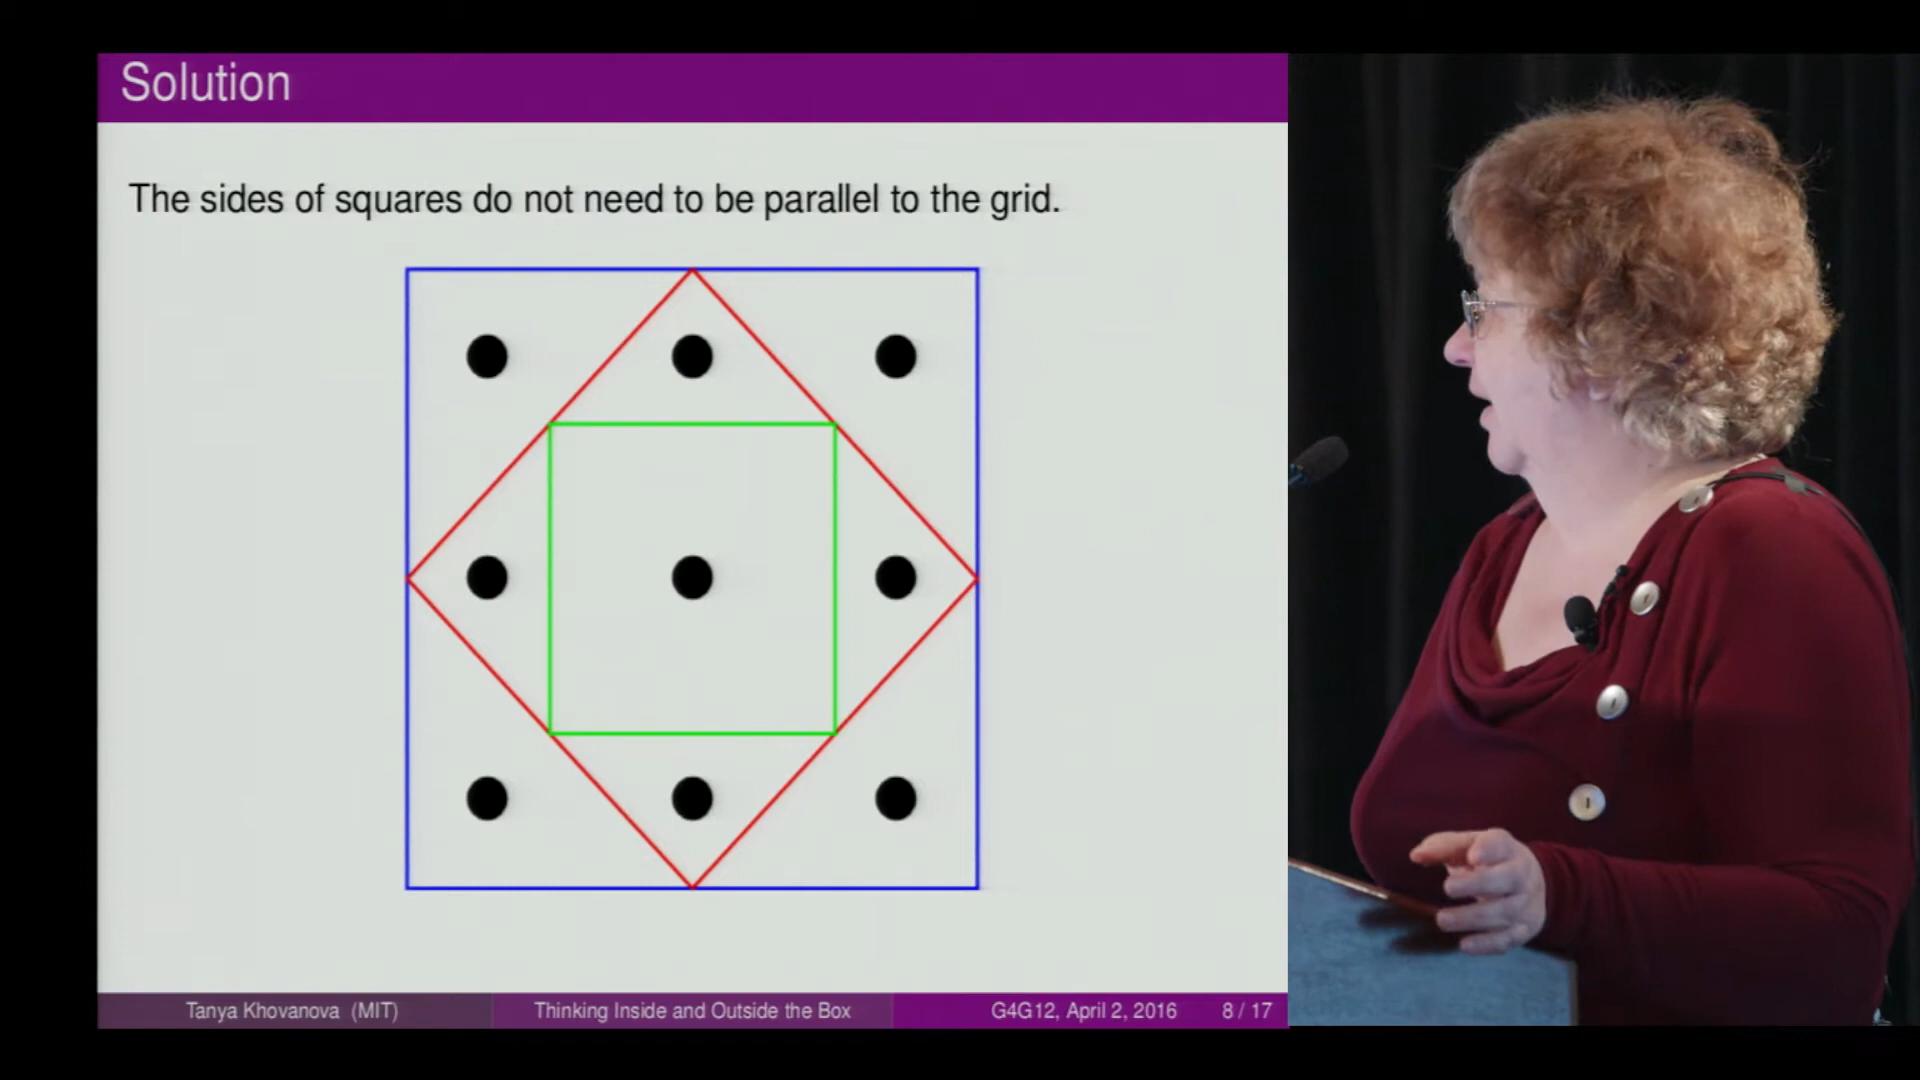 Solution
The sides of squares do not need to be parallel to the grid.
Tanya Khovanova (MIT)
Thinking Inside and Outside the Box
G4G12, April 2, 2016
8 / 17